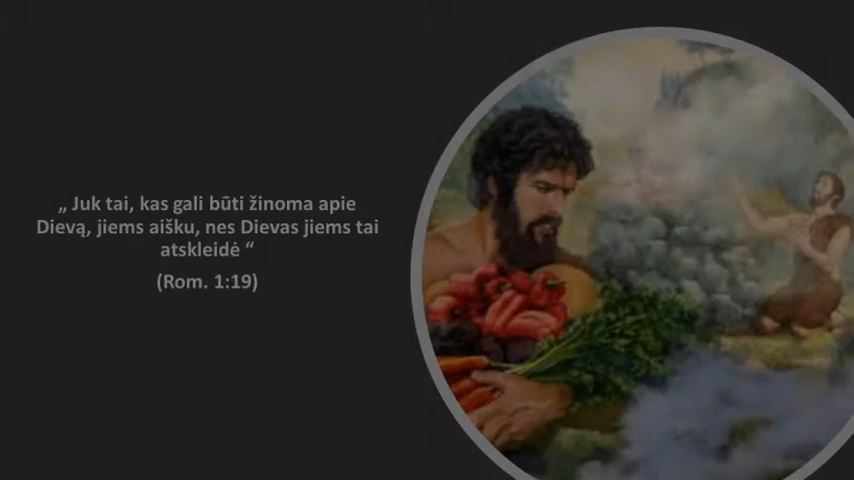 „ Juk tai, kas gali būti žinoma apie
Dievą, jiems aišku, nes Dievas jiems tai
atskleidė “
(Rom. 1:19)